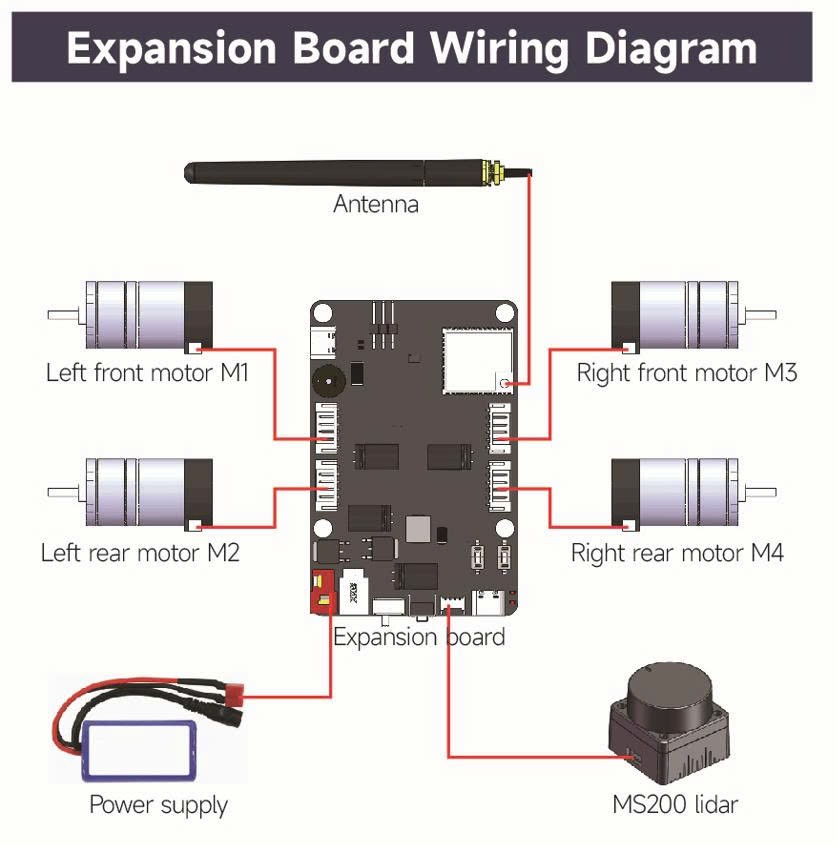 Expansion Board Wiring Diagram
Antenna
Left front motor M1
Right front motor M3
Left rear motor M2
Right rear motor M4
Expansion board
Power supply
MS200 lidar